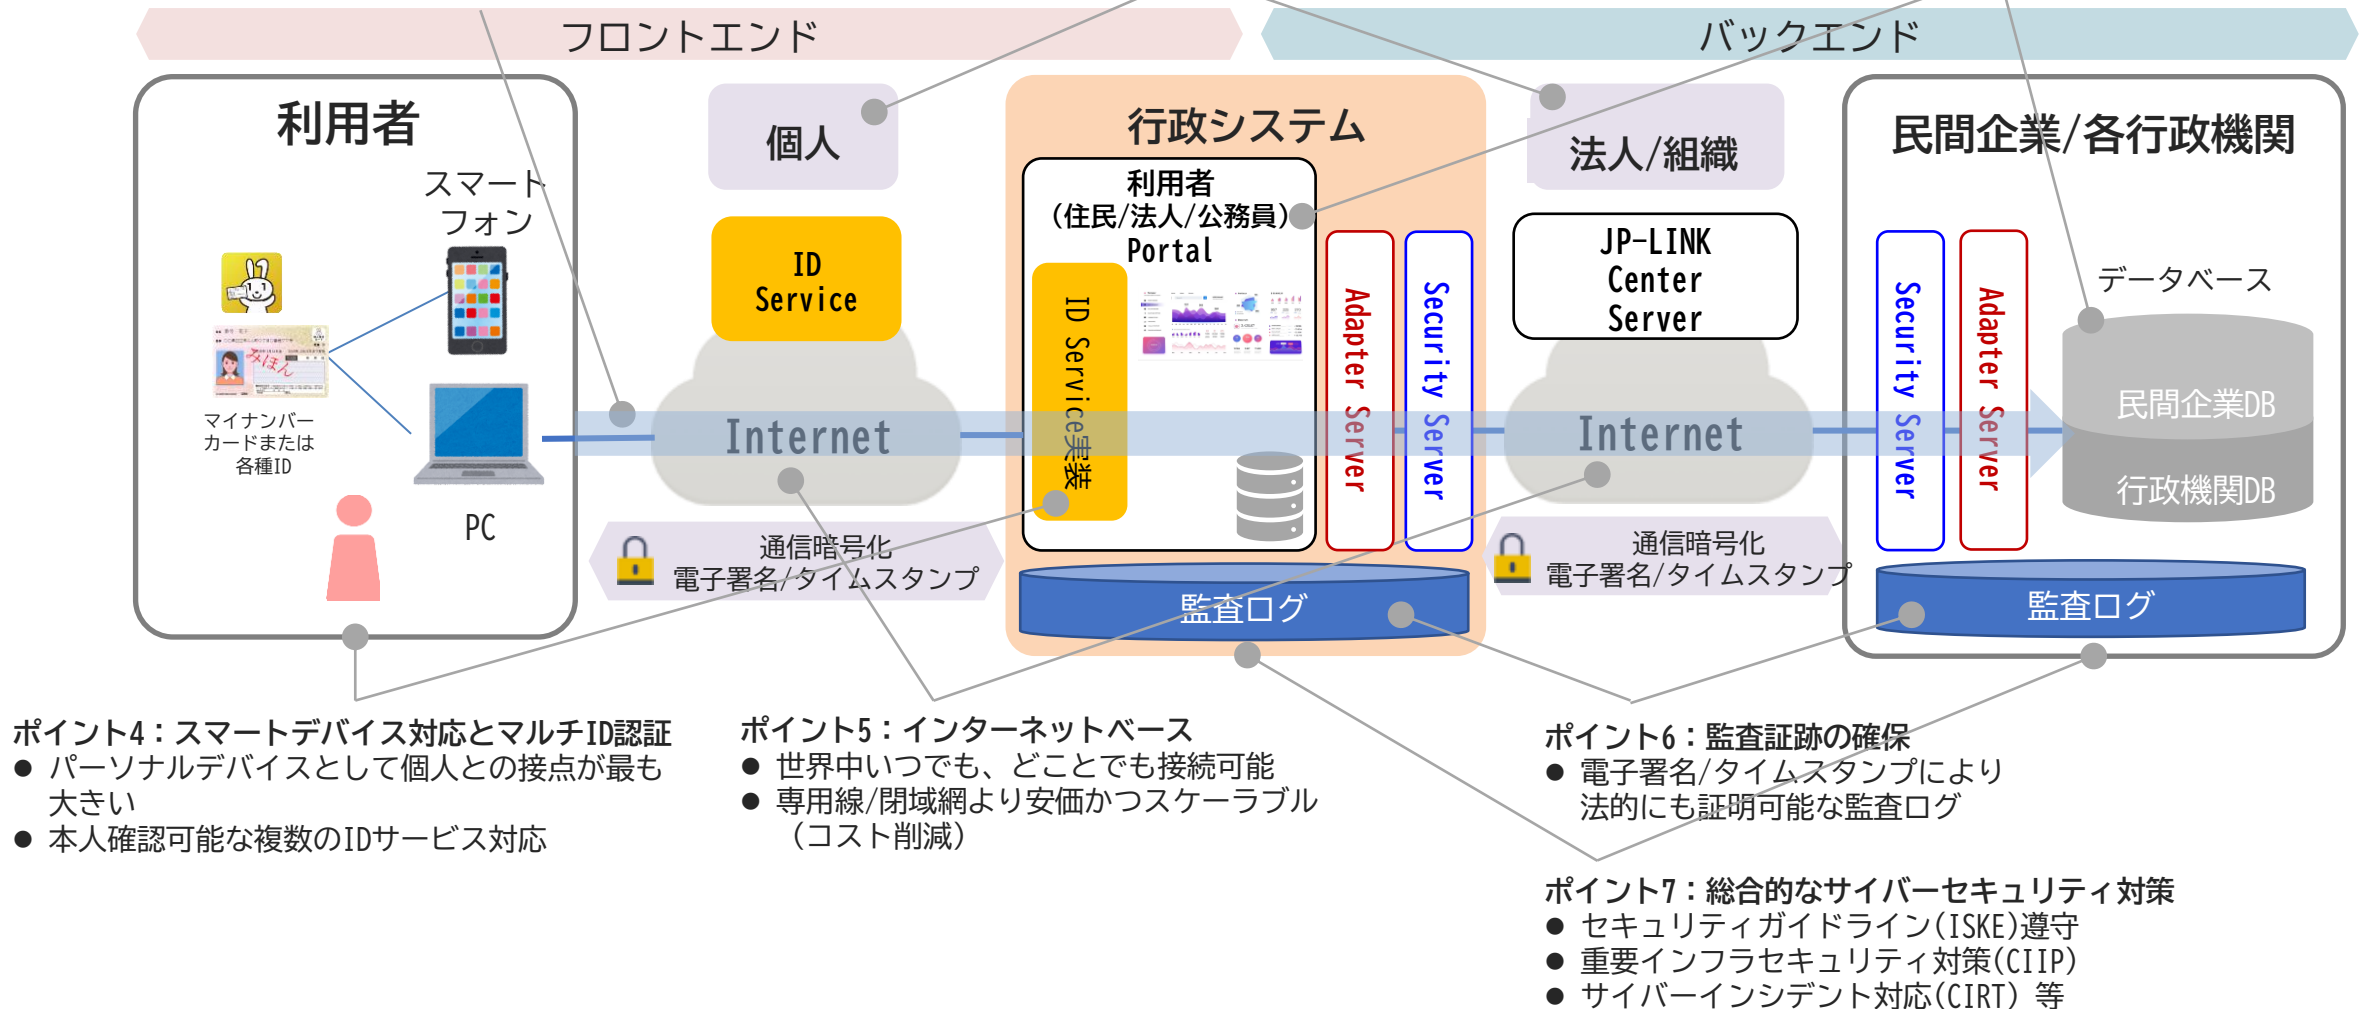 フロントエンド
バックエンド
利用者
スマート
フォン
マイナンバー
カードまたは
各種ID
PC
個人
ID
Service
Internet
通信暗号化
電子署名/タイムスタンプ
行政システム
利用者
(住民/法人/公務員)
Portal
ID Service実装
Adapter Server
Security Server
監査ログ
法人/組織
JP-LINK
Center
Server
Internet
通信暗号化
電子署名/タイムスタンプ
民間企業/各行政機関
Security Server
Adapter Server
データベース
民間企業DB
行政機関DB
監査ログ
みほん
ポイント4：スマートデバイス対応とマルチID認証
● パーソナルデバイスとして個人との接点が最も
大きい
● 本人確認可能な複数のIDサービス対応
ポイント5：インターネットベース
● 世界中いつでも、どことでも接続可能
● 専用線/閉域網より安価かつスケーラブル
（コスト削減）
ポイント6：監査証跡の確保
● 電子署名/タイムスタンプにより
法的にも証明可能な監査ログ
ポイント7：総合的なサイバーセキュリティ対策
● セキュリティガイドライン(ISKE)遵守
● 重要インフラセキュリティ対策(CIIP)
● サイバーインシデント対応(CIRT) 等